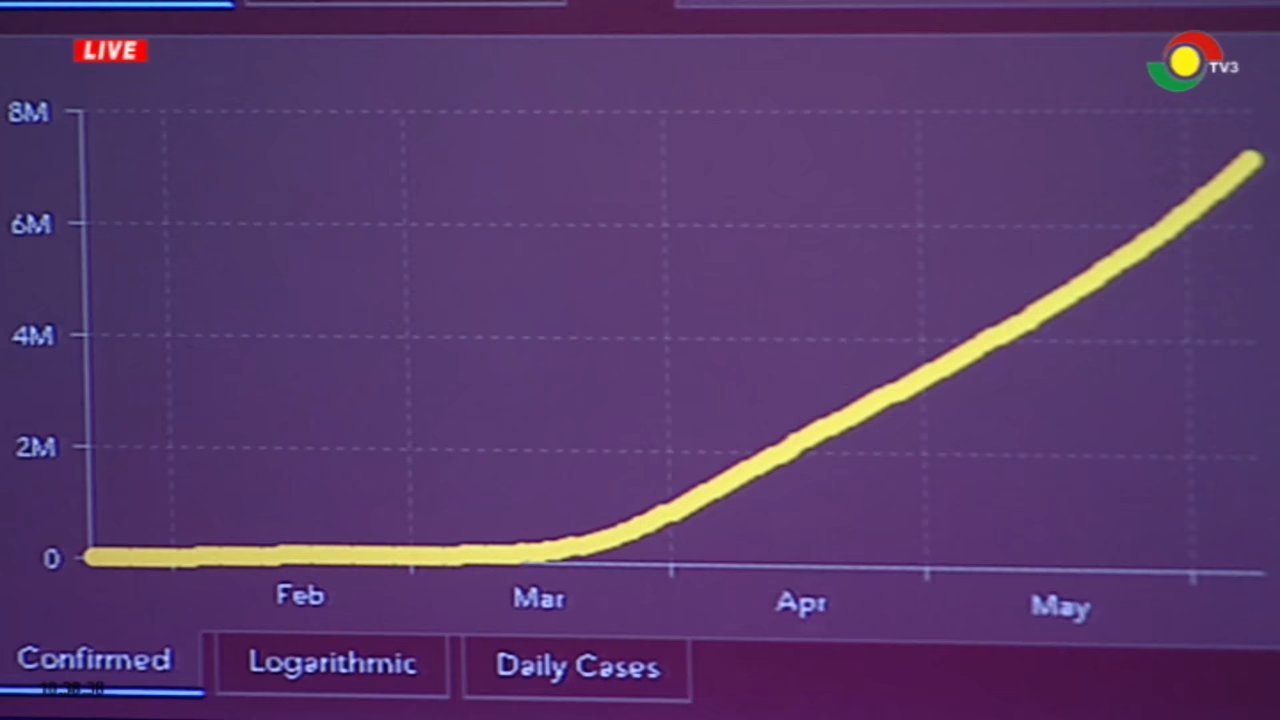 LIVE
TV3
8M
6M
4M
2M
0
Feb Mar Apr May
Confirmed Logarithmic Daily Cases